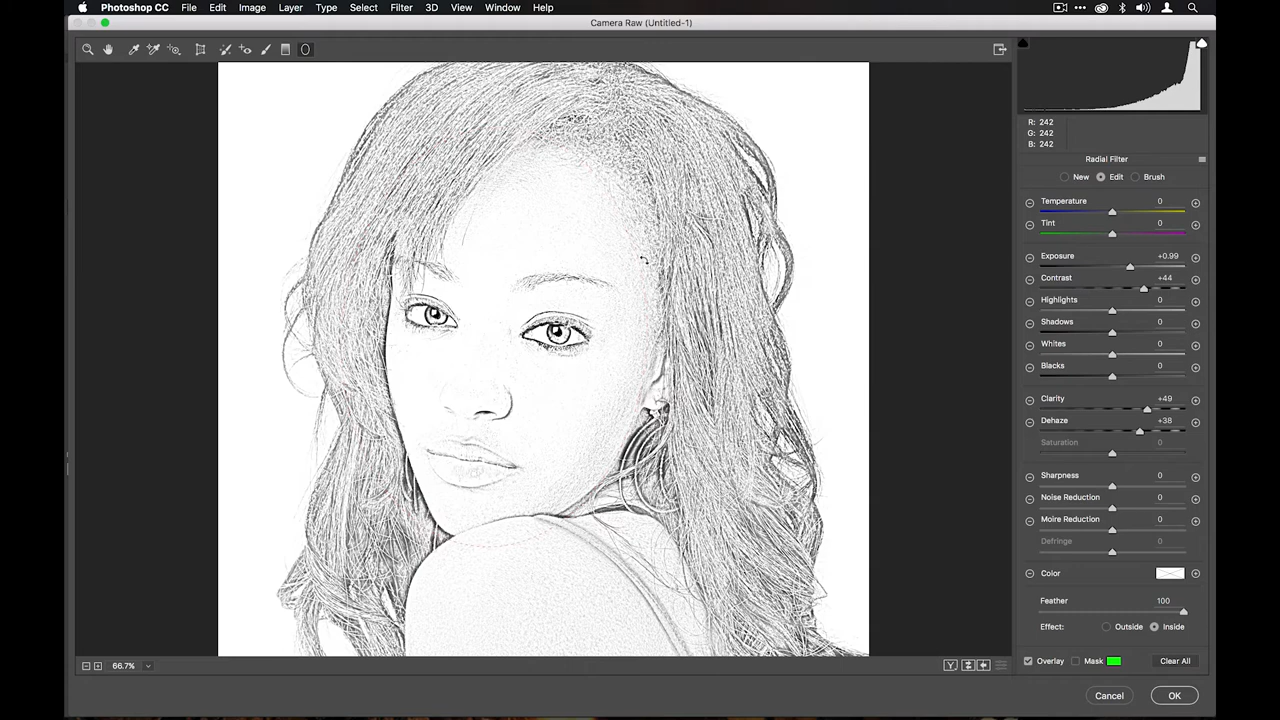 Photoshop CC File Edit Image Layer Type Select Filter 3D View Window Help
Camera Raw (Untitled-1)
R: 242
G: 242
B: 242
Radial Filter
New Edit Brush
Temperature 0
Tint 0
Exposure +0.99
Contrast +44
Highlights 0
Shadows 0
Whites 0
Blacks 0
Clarity +49
Dehaze +38
Saturation 0
Sharpness 0
Noise Reduction 0
Moire Reduction 0
Defringe 0
Color
Feather 100
Effect: Outside Inside
66.7% Y Overlay Mask Clear All
Cancel OK